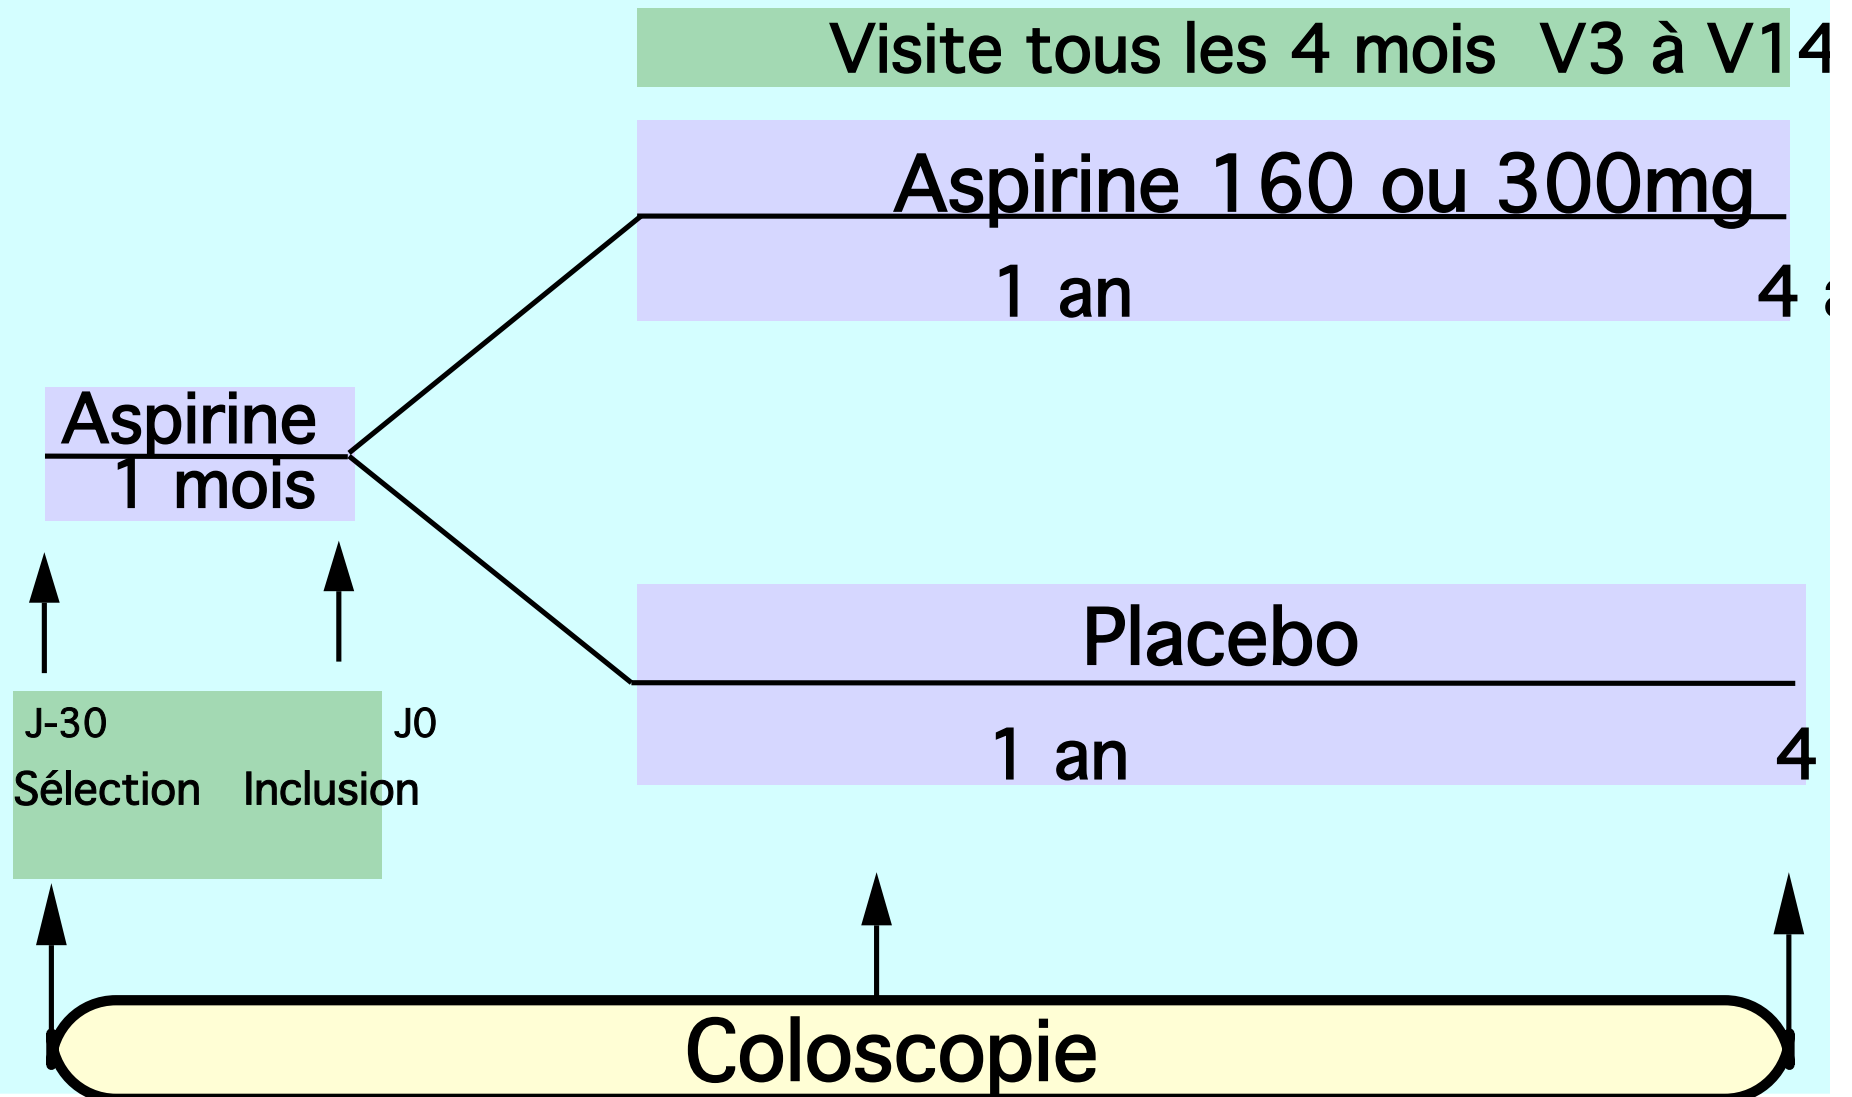 Visite tous les 4 mois V3 à V14
Aspirine 160 ou 300mg
1 an 4
Aspirine
1 mois
Placebo
1 an 4
J-30 J0
Sélection Inclusion
Coloscopie